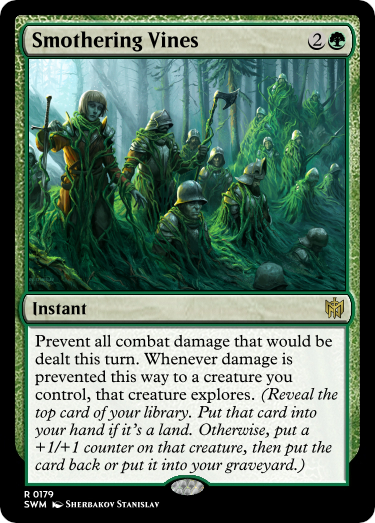 Smothering Vines 2
Instant
Prevent all combat damage that would be
dealt this turn. Whenever damage is
prevented this way to a creature you
control, that creature explores. (Reveal the
top card of your library. Put that card into
your hand if it's a land. Otherwise, put a
+1/+1 counter on that creature, then put the
card back or put it into your graveyard.)
R 0179
SWM Sherbakov Stanislav